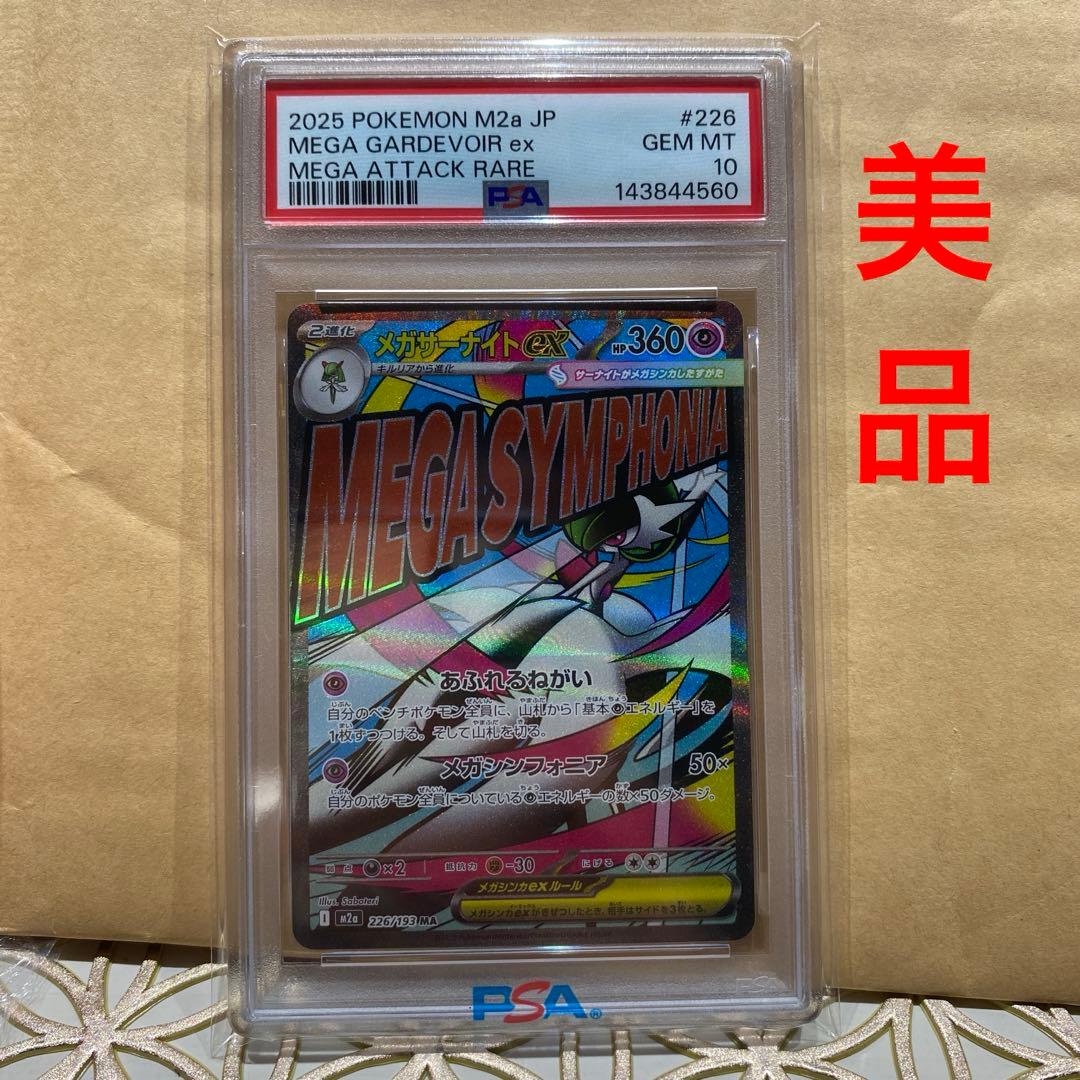 2025 POKEMON M2a JP #226
MEGA GARDEVOIR ex GEM MT
MEGA ATTACK RARE 10
PSA 143844560
美品
2進化
メガサーナイトex HP360
キルリアから進化
サーナイトがメガシンカしたすがた
MEGA SYMPHONIA
あふれるねがい
自分のベンチポケモン全員に、山札から「基本エネルギー」を
1枚ずつつける。そして山札を切る。
メガシンフォニア 50×
自分のポケモン全員についているエネルギーの数×50ダメージ。
弱点 ×2 抵抗力 -30 にげる
メガシンカexルール
メガシンカexがきぜつしたとき、相手はサイドを3枚とる。
Illus. Saboteri
I M2a 226/193 MA
PSA®